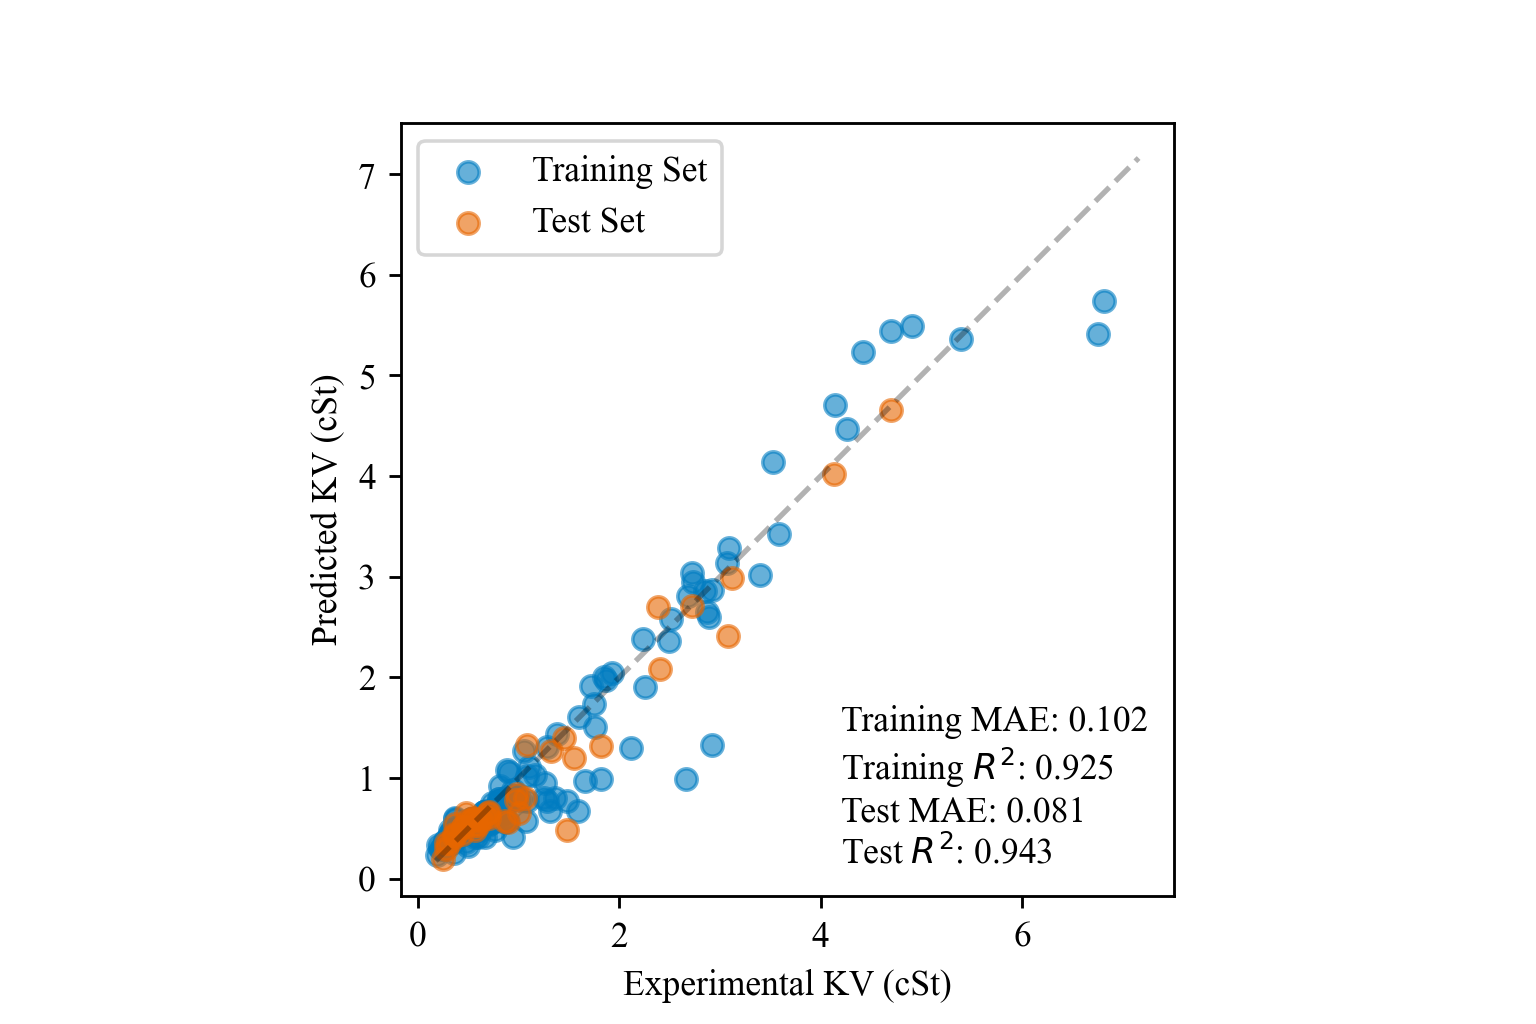 Training Set
Test Set
7
6
5
4
3
2
1
0
Predicted KV (cSt)
Training MAE: 0.102
Training R²: 0.925
Test MAE: 0.081
Test R²: 0.943
0 2 4 6
Experimental KV (cSt)